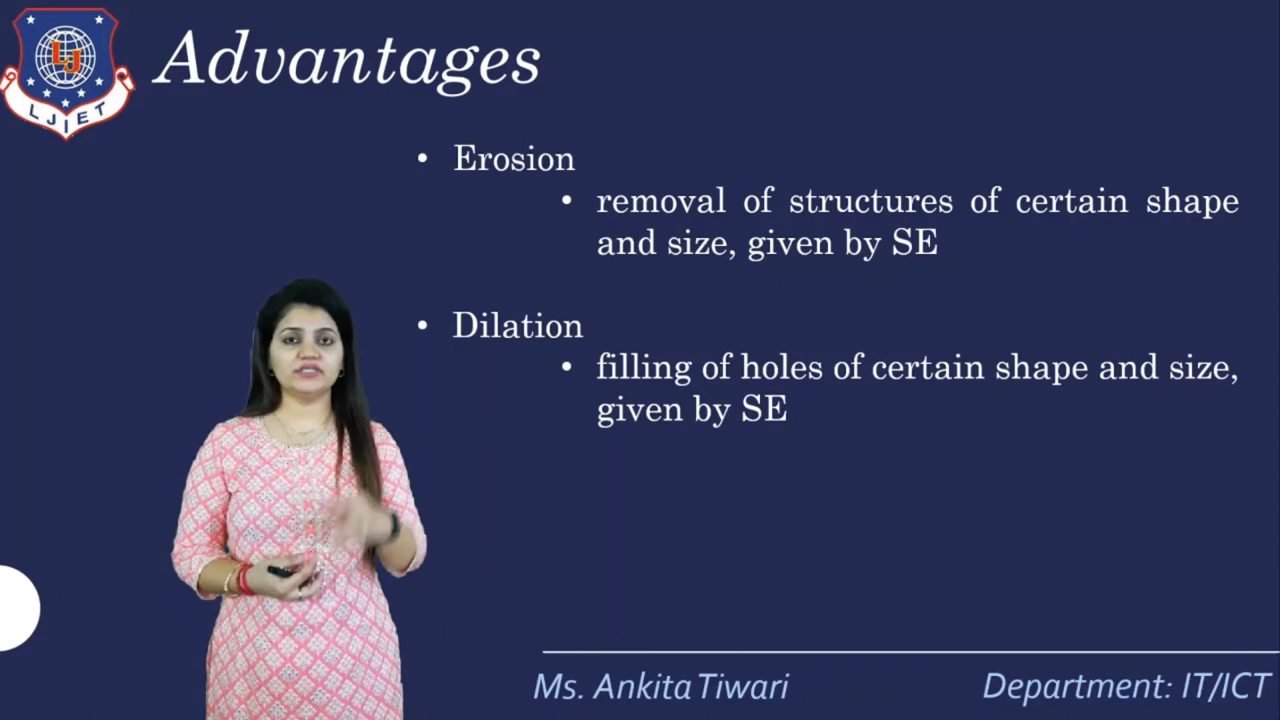 LJ
LJIET
Advantages
• Erosion
• removal of structures of certain shape
and size, given by SE
• Dilation
• filling of holes of certain shape and size,
given by SE
Ms. Ankita Tiwari
Department: IT/ICT